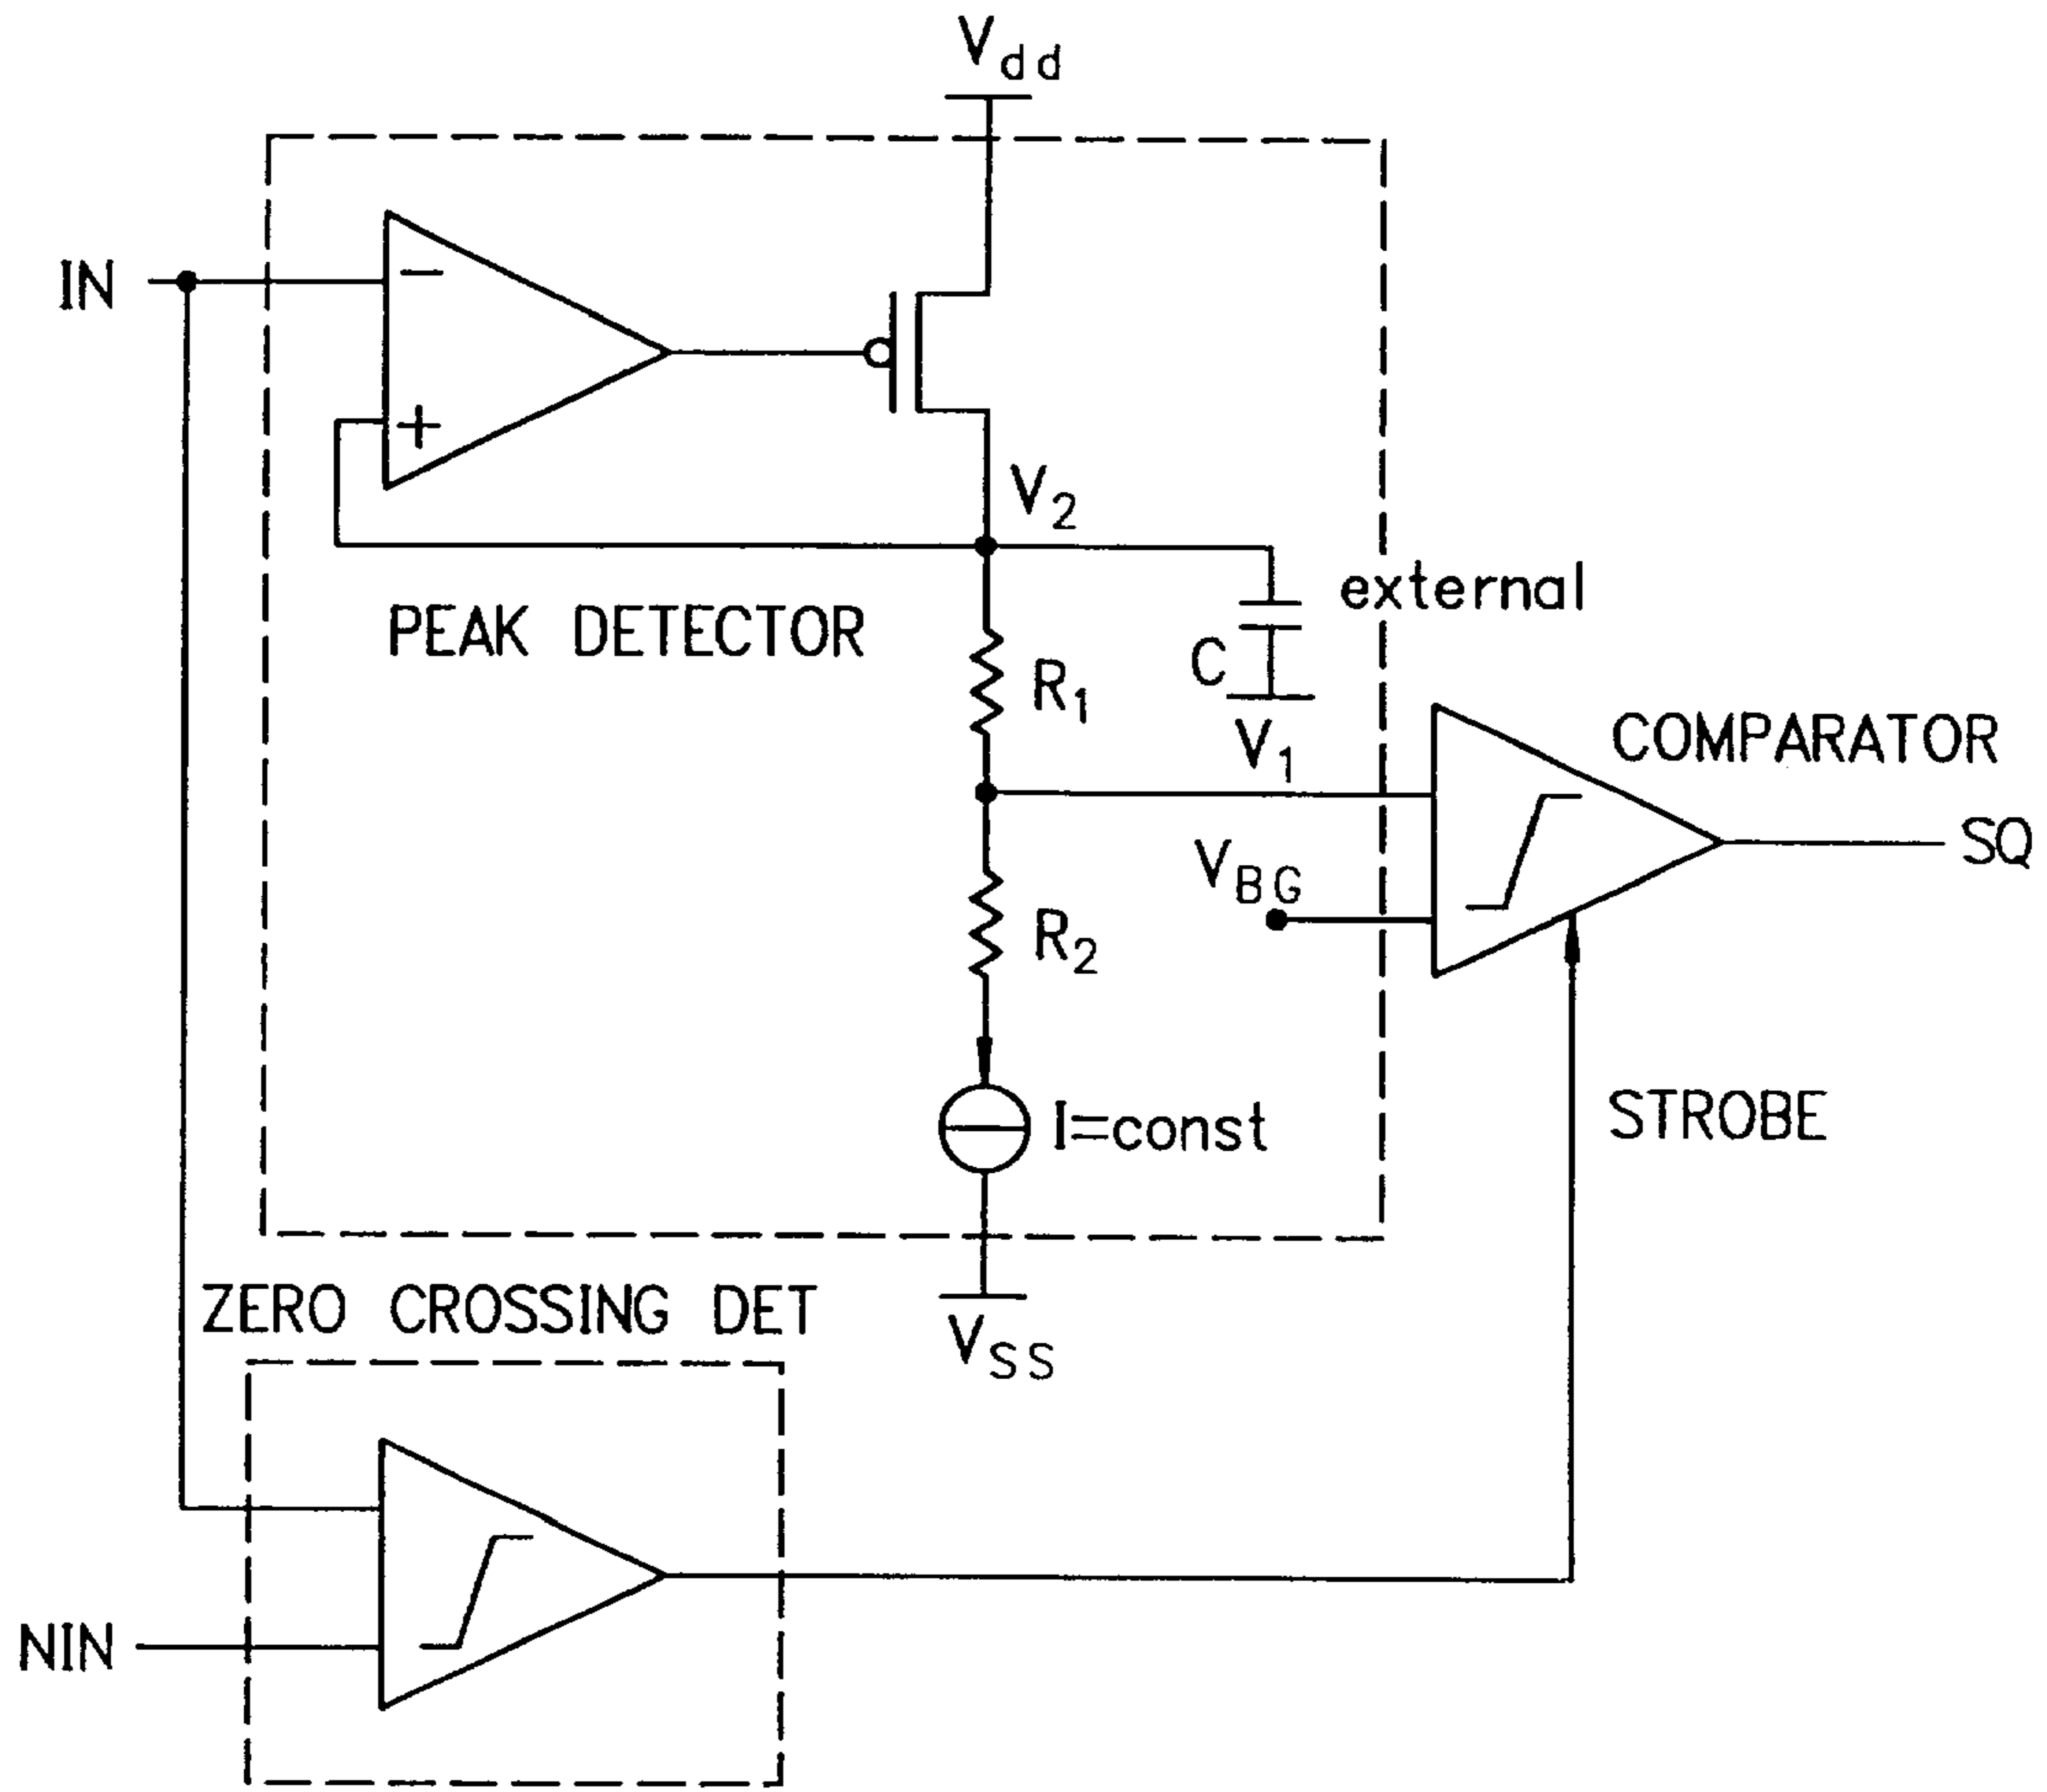 Vdd
IN
−
+
V2
PEAK DETECTOR
external
C
R1
V1
COMPARATOR
VBG
SQ
R2
I=const
STROBE
ZERO CROSSING DET
VSS
NIN